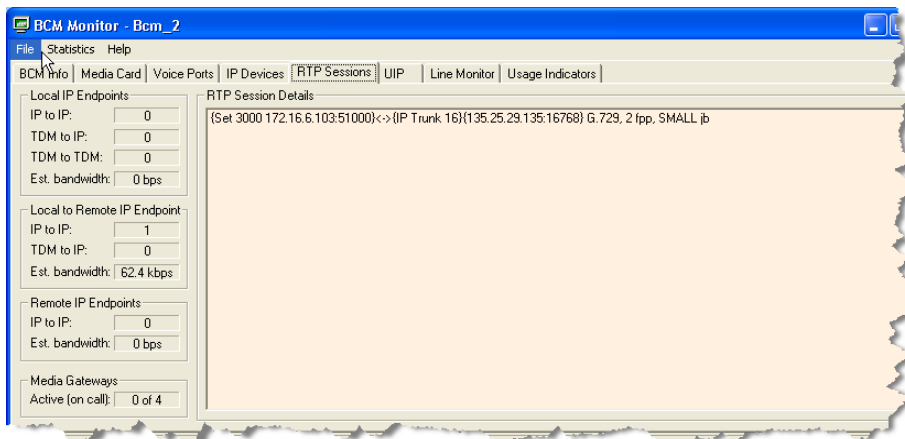 BCM Monitor - Bcm_2
File Statistics Help
BCM Info Media Card Voice Ports IP Devices RTP Sessions UIP Line Monitor Usage Indicators
Local IP Endpoints
IP to IP: 0
TDM to IP: 0
TDM to TDM: 0
Est. bandwidth: 0 bps
Local to Remote IP Endpoint
IP to IP: 1
TDM to IP: 0
Est. bandwidth: 62.4 kbps
Remote IP Endpoints
IP to IP: 0
Est. bandwidth: 0 bps
Media Gateways
Active (on call): 0 of 4
RTP Session Details
{Set 3000 172.16.6.103:51000}<->{IP Trunk 16}{135.25.29.135:16768} G.729, 2 fpp, SMALL jb